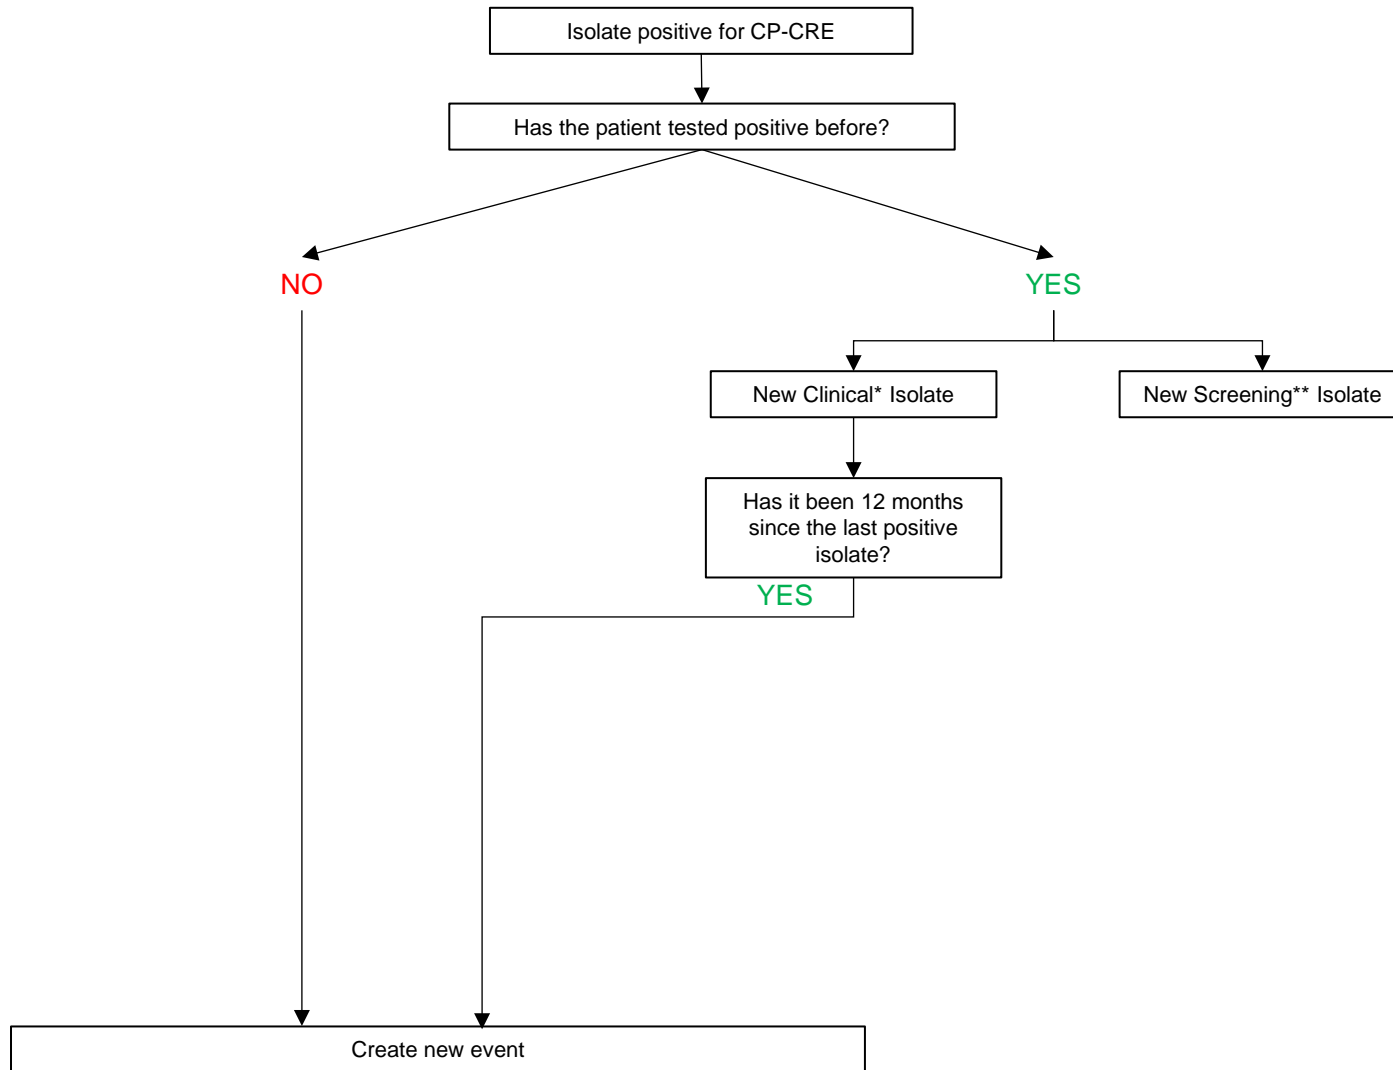 Isolate positive for CP-CRE
Has the patient tested positive before?
NO
YES
New Clinical* Isolate
New Screening** Isolate
Has it been 12 months
since the last positive
isolate?
YES
Create new event